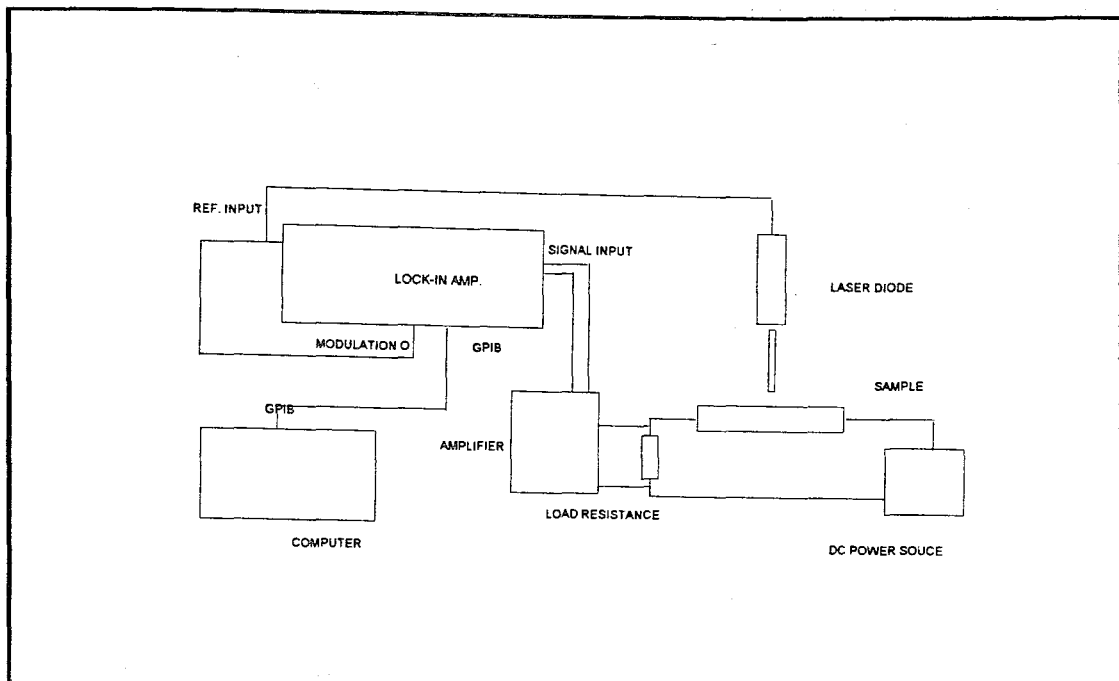 REF. INPUT
SIGNAL INPUT
LOCK-IN AMP.
LASER DIODE
MODULATION O
GPIB
SAMPLE
GPIB
AMPLIFIER
LOAD RESISTANCE
COMPUTER
DC POWER SOUCE